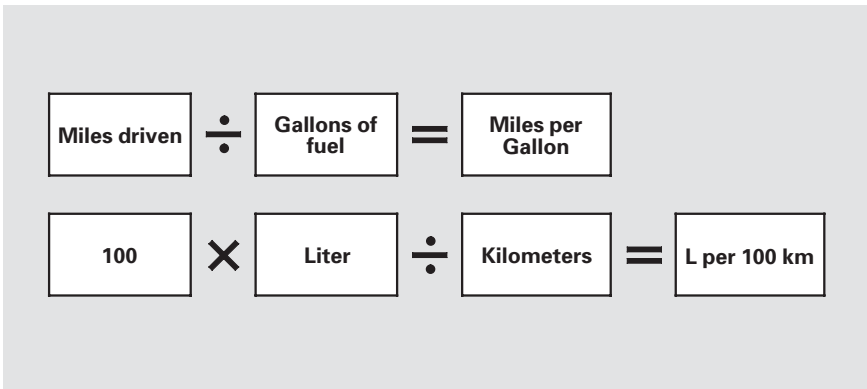 Miles driven ÷ Gallons of fuel = Miles per Gallon
100 × Liter ÷ Kilometers = L per 100 km